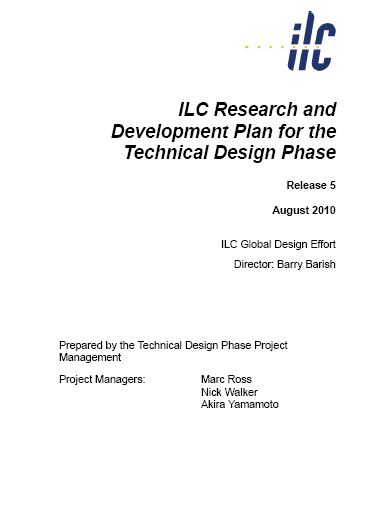 ilc
ILC Research and
Development Plan for the
Technical Design Phase
Release 5
August 2010
ILC Global Design Effort
Director: Barry Barish
Prepared by the Technical Design Phase Project
Management
Project Managers: Marc Ross
Nick Walker
Akira Yamamoto